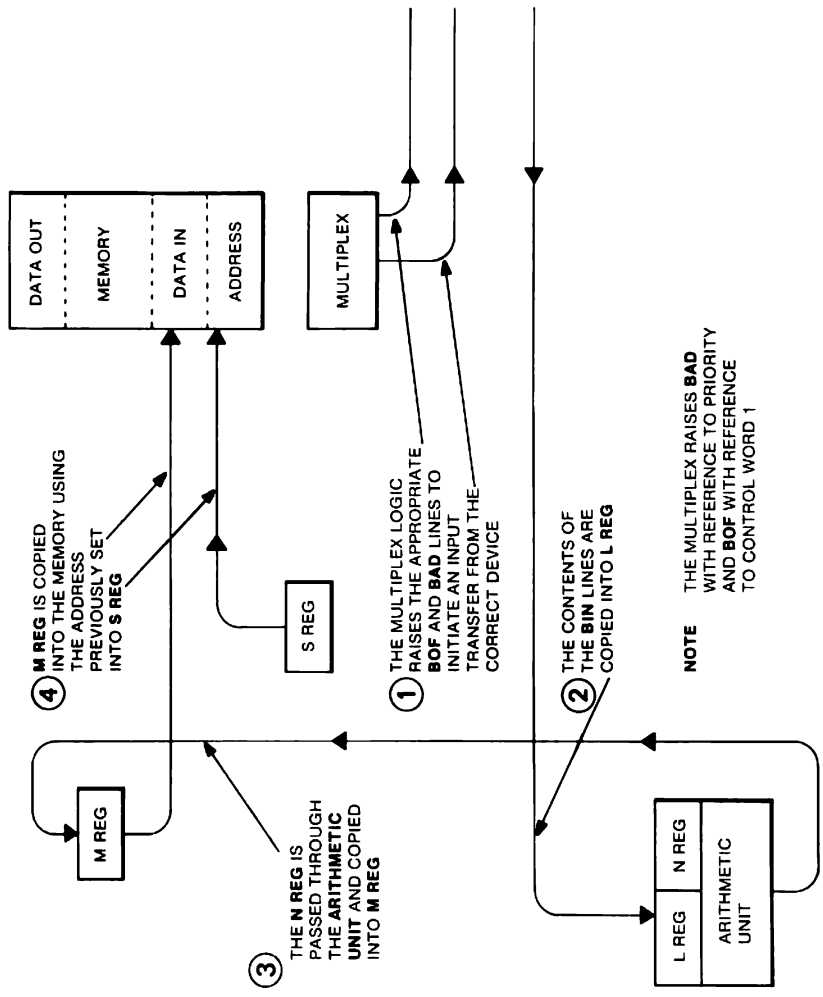 DATA OUT
MEMORY
DATA IN
ADDRESS
MULTIPLEX
4
M REG IS COPIED
INTO THE MEMORY USING
THE ADDRESS
PREVIOUSLY SET
INTO S REG
S REG
1
THE MULTIPLEX LOGIC
RAISES THE APPROPRIATE
BOF AND BAD LINES TO
INITIATE AN INPUT
TRANSFER FROM THE
CORRECT DEVICE
2
THE CONTENTS OF
THE BIN LINES ARE
COPIED INTO L REG
NOTE THE MULTIPLEX RAISES BAD
WITH REFERENCE TO PRIORITY
AND BOF WITH REFERENCE
TO CONTROL WORD 1
M REG
3
THE N REG IS
PASSED THROUGH
THE ARITHMETIC
UNIT AND COPIED
INTO M REG
L REG
N REG
ARITHMETIC
UNIT